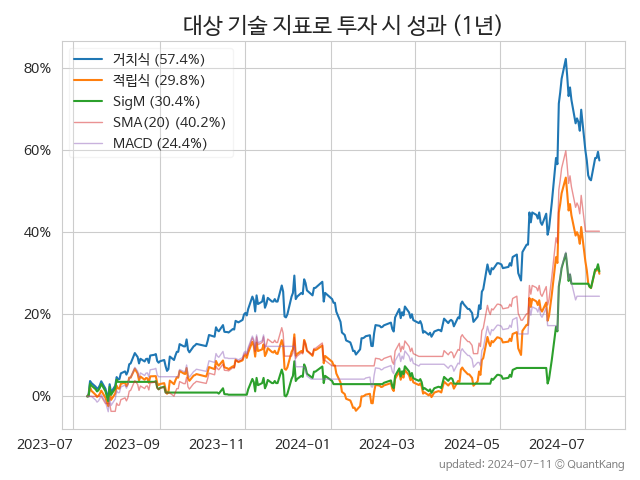 대상 기술 지표로 투자 시 성과 (1년)
거치식 (57.4%)
적립식 (29.8%)
SigM (30.4%)
SMA(20) (40.2%)
MACD (24.4%)
80%
60%
40%
20%
0%
2023-07 2023-09 2023-11 2024-01 2024-03 2024-05 2024-07
updated: 2024-07-11 © QuantKang